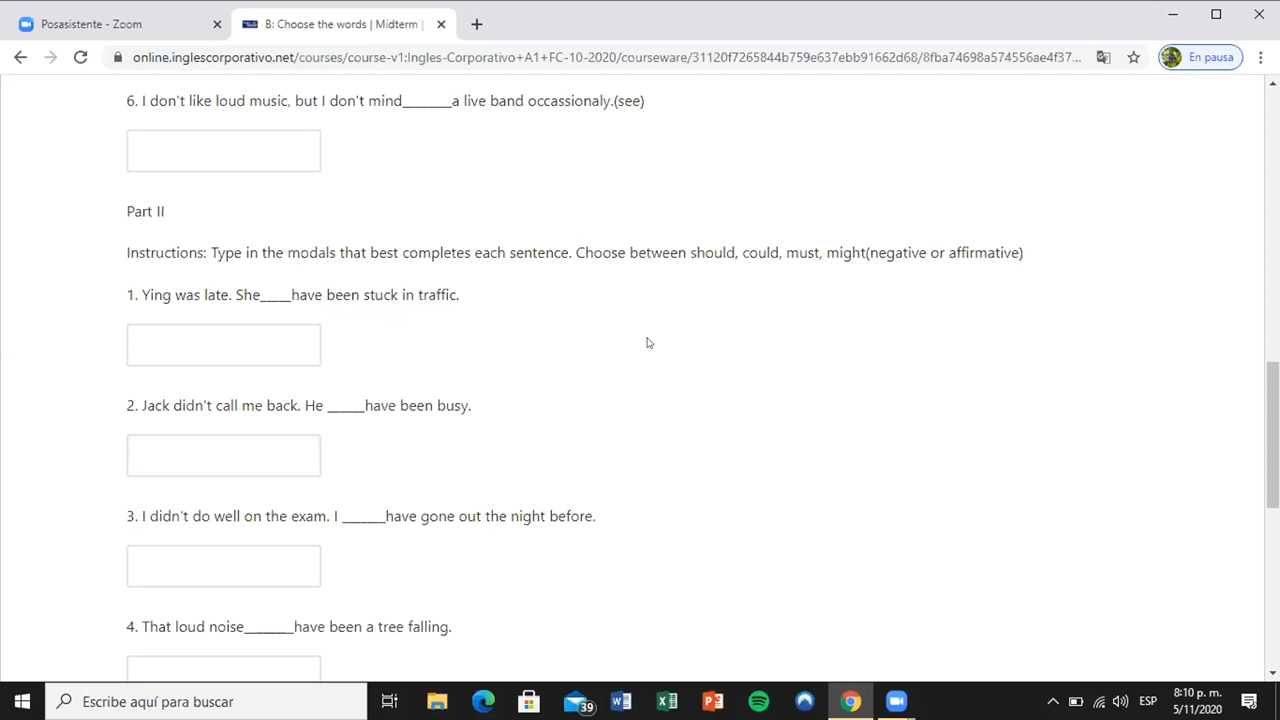 Posasistente - Zoom
B: Choose the words | Midterm |
online.inglescorporativo.net/courses/course-v1:Ingles-Corporativo+A1+FC-10-2020/courseware/31120f7265844b759e637ebb91662d68/8fba74698a574556ae4f37...
En pausa
6. I don't like loud music, but I don't mind________a live band occassionaly.(see)
Part II
Instructions: Type in the modals that best completes each sentence. Choose between should, could, must, might(negative or affirmative)
1. Ying was late. She_____have been stuck in traffic.
2. Jack didn't call me back. He ______have been busy.
3. I didn't do well on the exam. I _______have gone out the night before.
4. That loud noise________have been a tree falling.
Escribe aquí para buscar
39
ESP
8:10 p. m.
5/11/2020